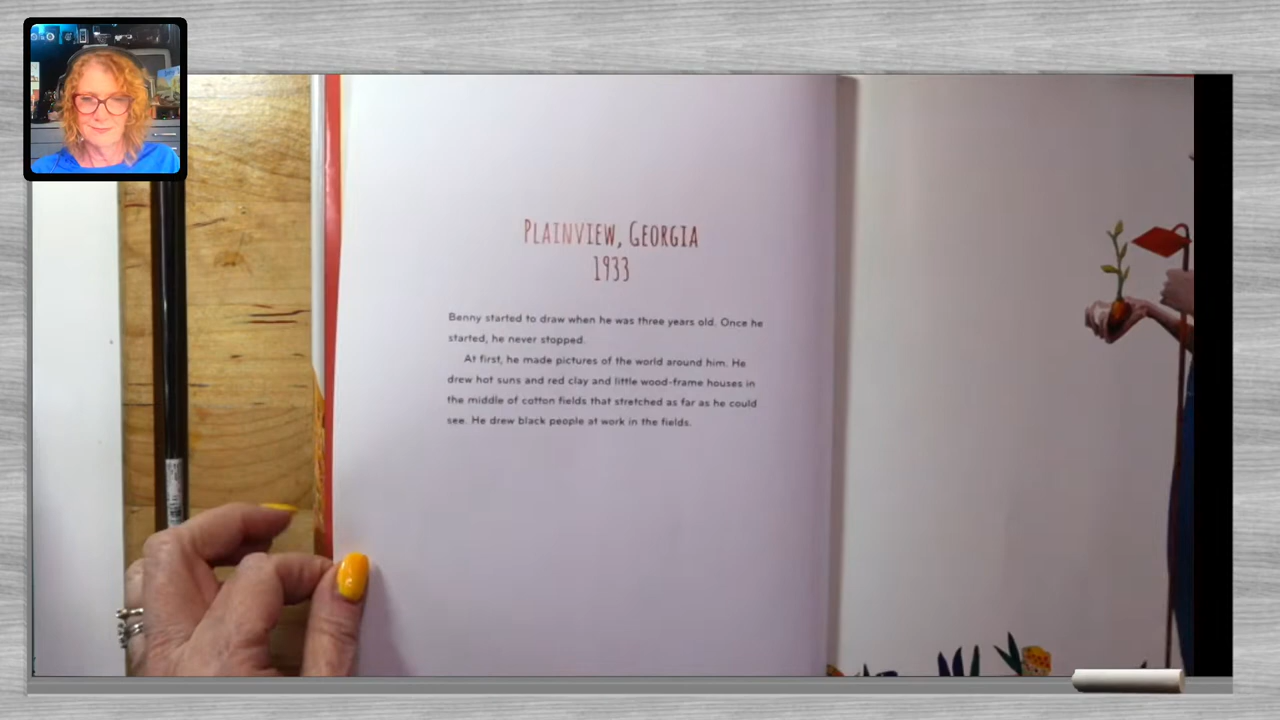 PLAINVIEW, GEORGIA
1933
Benny started to draw when he was three years old. Once he
started, he never stopped.
At first, he made pictures of the world around him. He
drew hot suns and red clay and little wood-frame houses in
the middle of cotton fields that stretched as far as he could
see. He drew black people at work in the fields.